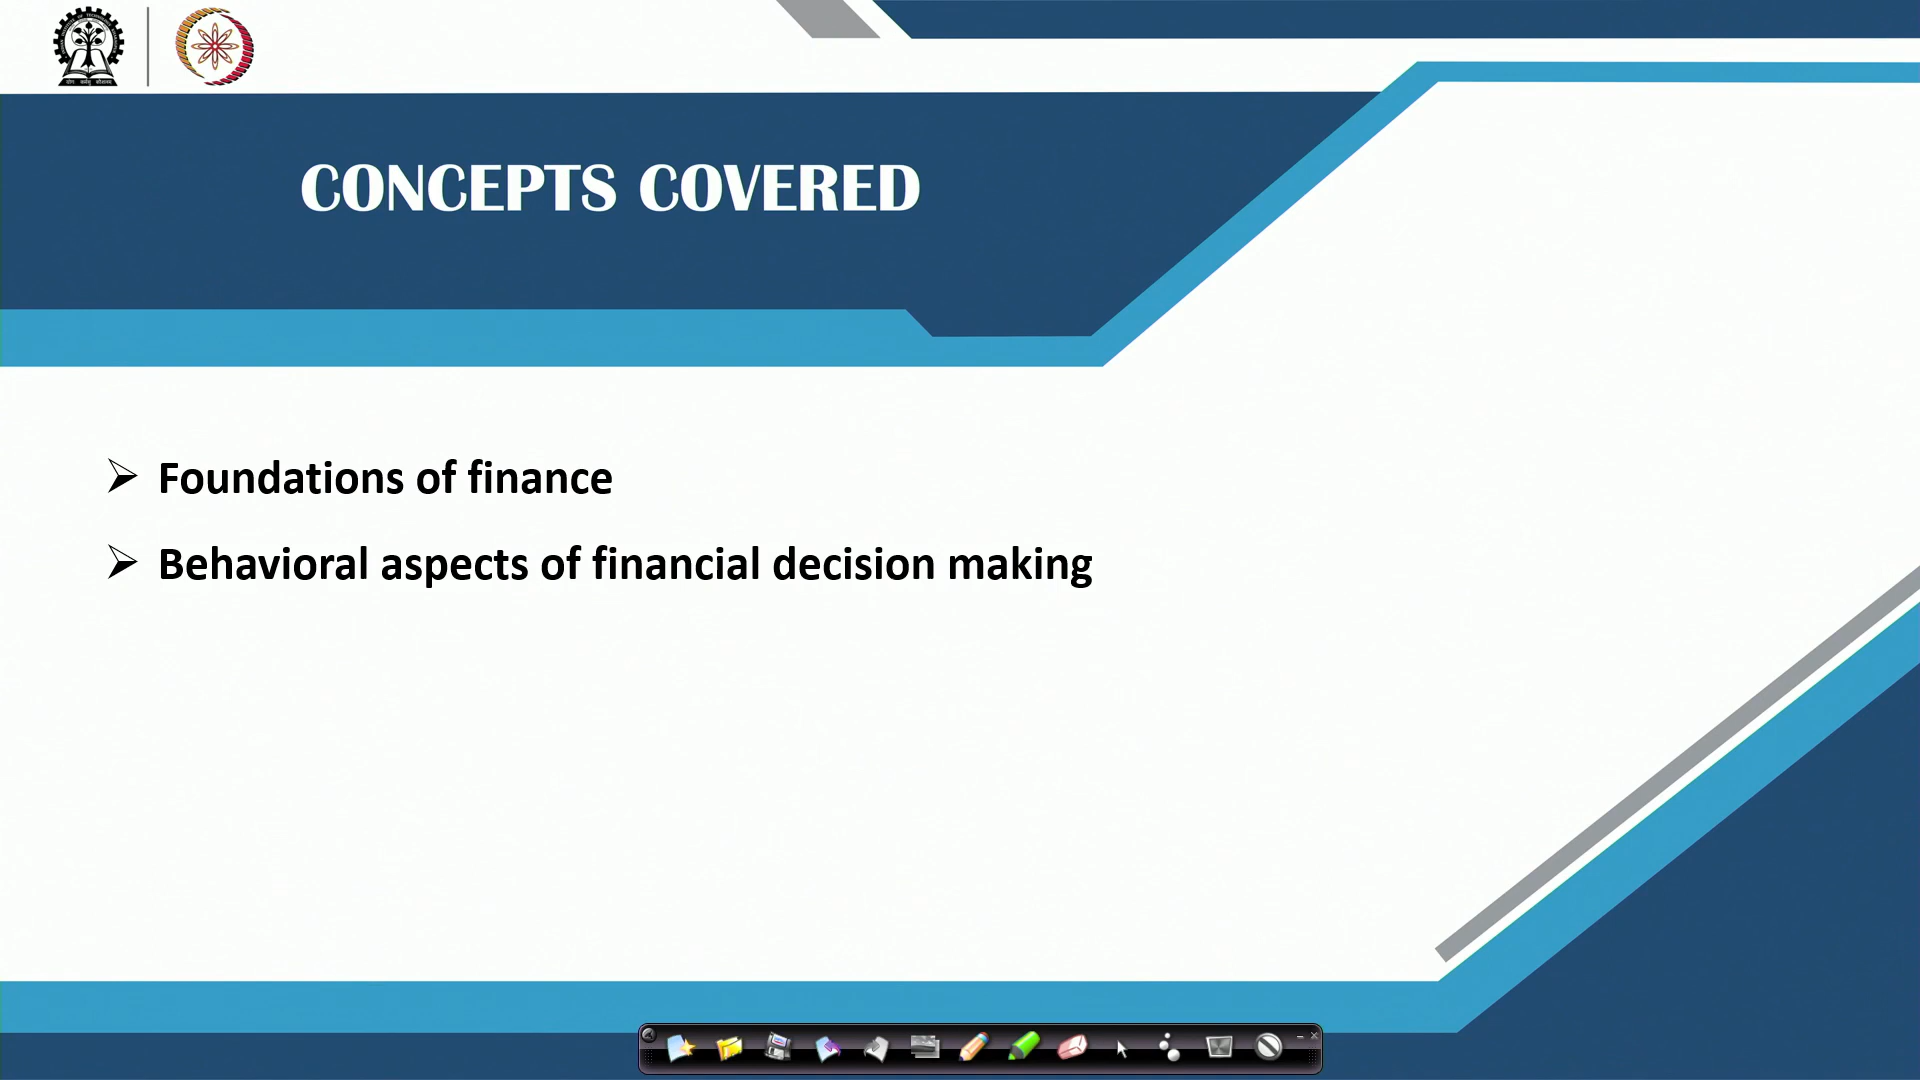 CONCEPTS COVERED
Foundations of finance
Behavioral aspects of financial decision making